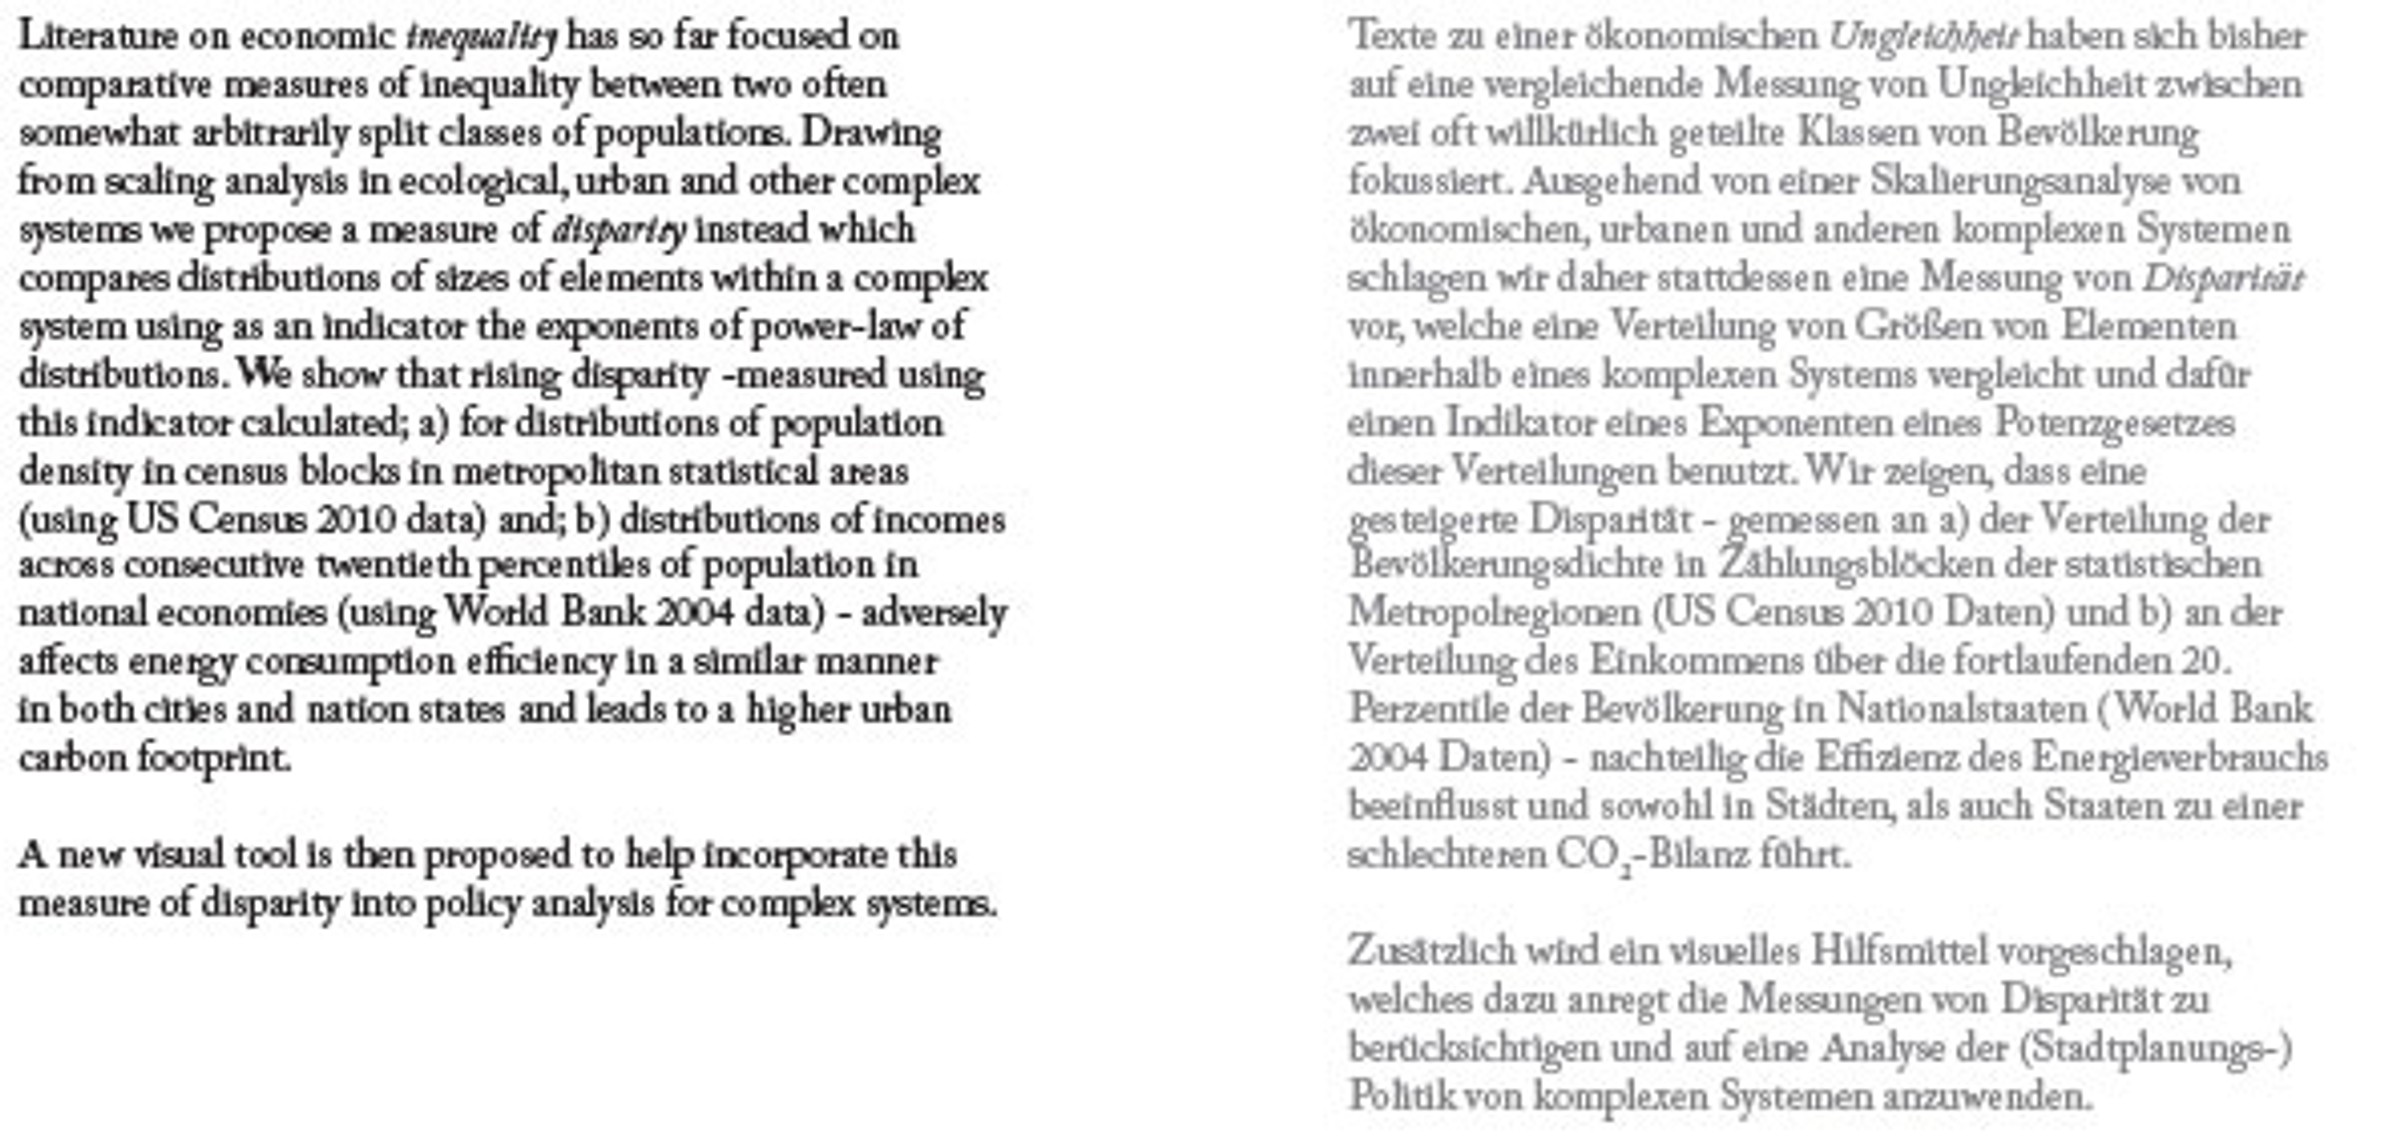 Literature on economic inequality has so far focused on
comparative measures of inequality between two often
somewhat arbitrarily split classes of populations. Drawing
from scaling analysis in ecological, urban and other complex
systems we propose a measure of disparity instead which
compares distributions of sizes of elements within a complex
system using as an indicator the exponents of power-law of
distributions. We show that rising disparity -measured using
this indicator calculated; a) for distributions of population
density in census blocks in metropolitan statistical areas
(using US Census 2010 data) and; b) distributions of incomes
across consecutive twentieth percentiles of population in
national economies (using World Bank 2004 data) - adversely
affects energy consumption efficiency in a similar manner
in both cities and nation states and leads to a higher urban
carbon footprint.
A new visual tool is then proposed to help incorporate this
measure of disparity into policy analysis for complex systems.
Texte zu einer ökonomischen Ungleichheit haben sich bisher
auf eine vergleichende Messung von Ungleichheit zwischen
zwei oft willkürlich geteilte Klassen von Bevölkerung
fokussiert. Ausgehend von einer Skalierungsanalyse von
ökonomischen, urbanen und anderen komplexen Systemen
schlagen wir daher stattdessen eine Messung von Disparität
vor, welche eine Verteilung von Größen von Elementen
innerhalb eines komplexen Systems vergleicht und dafür
einen Indikator eines Exponenten eines Potenzgesetzes
dieser Verteilungen benutzt. Wir zeigen, dass eine
gesteigerte Disparität - gemessen an a) der Verteilung der
Bevölkerungsdichte in Zählungsblöcken der statistischen
Metropolregionen (US Census 2010 Daten) und b) an der
Verteilung des Einkommens über die fortlaufenden 20.
Perzentile der Bevölkerung in Nationalstaaten (World Bank
2004 Daten) - nachteilig die Effizienz des Energieverbrauchs
beeinflusst und sowohl in Städten, als auch Staaten zu einer
schlechteren CO₂-Bilanz führt.
Zusätzlich wird ein visuelles Hilfsmittel vorgeschlagen,
welches dazu anregt die Messungen von Disparität zu
berücksichtigen und auf eine Analyse der (Stadtplanungs-)
Politik von komplexen Systemen anzuwenden.